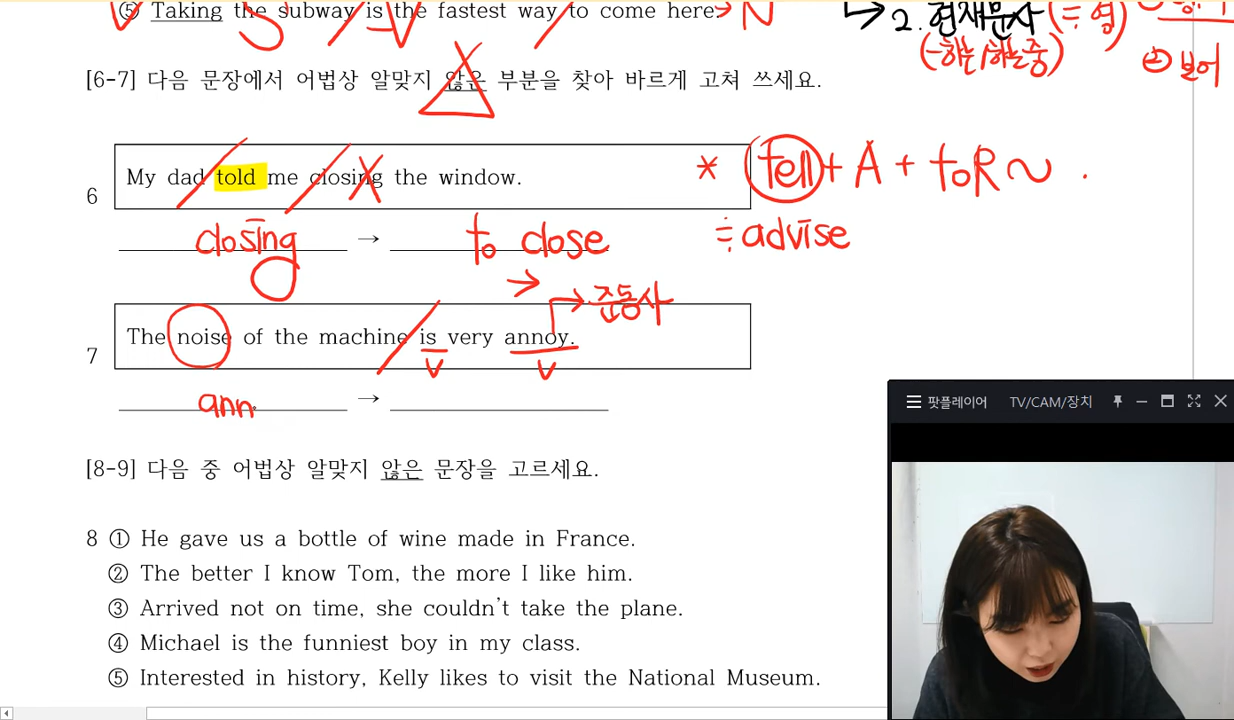 ⑤ Taking the subway is the fastest way to come here. → N
V S V
→ 2. 현재분사 (= 형)
(-하는/하는중)
② 보어
[6-7] 다음 문장에서 어법상 알맞지 않은 부분을 찾아 바르게 고쳐 쓰세요.
6 My dad told me closing the window. X
* tell + A + toR ~ .
closing → to close
= advise
→ 준동사
7 The noise of the machine is very annoy.
V V
ann →
[8-9] 다음 중 어법상 알맞지 않은 문장을 고르세요.
8 ① He gave us a bottle of wine made in France.
② The better I know Tom, the more I like him.
③ Arrived not on time, she couldn't take the plane.
④ Michael is the funniest boy in my class.
⑤ Interested in history, Kelly likes to visit the National Museum.
팟플레이어 TV/CAM/장치